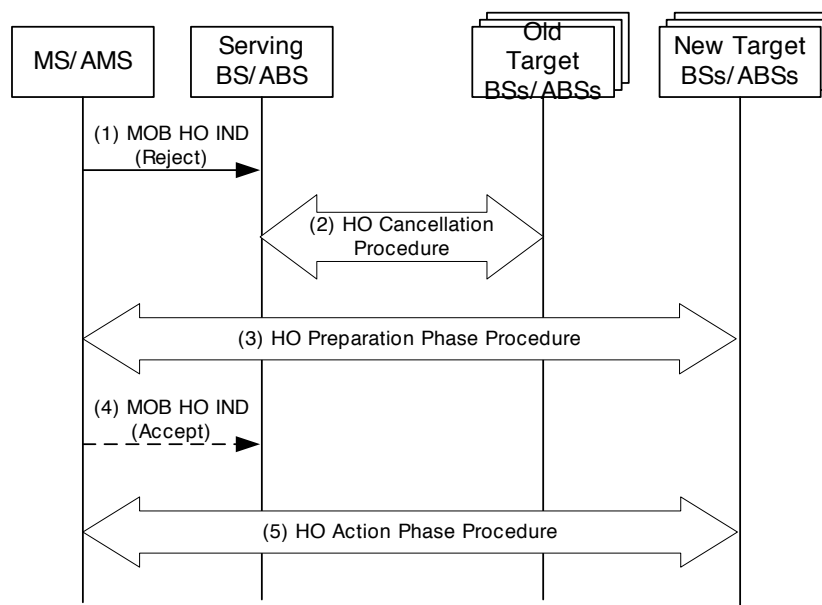 MS/AMS
Serving
BS/ABS
Old
Target
BSs/ABSs
New Target
BSs/ABSs
(1) MOB HO IND
(Reject)
(2) HO Cancellation
Procedure
(3) HO Preparation Phase Procedure
(4) MOB HO IND
(Accept)
(5) HO Action Phase Procedure